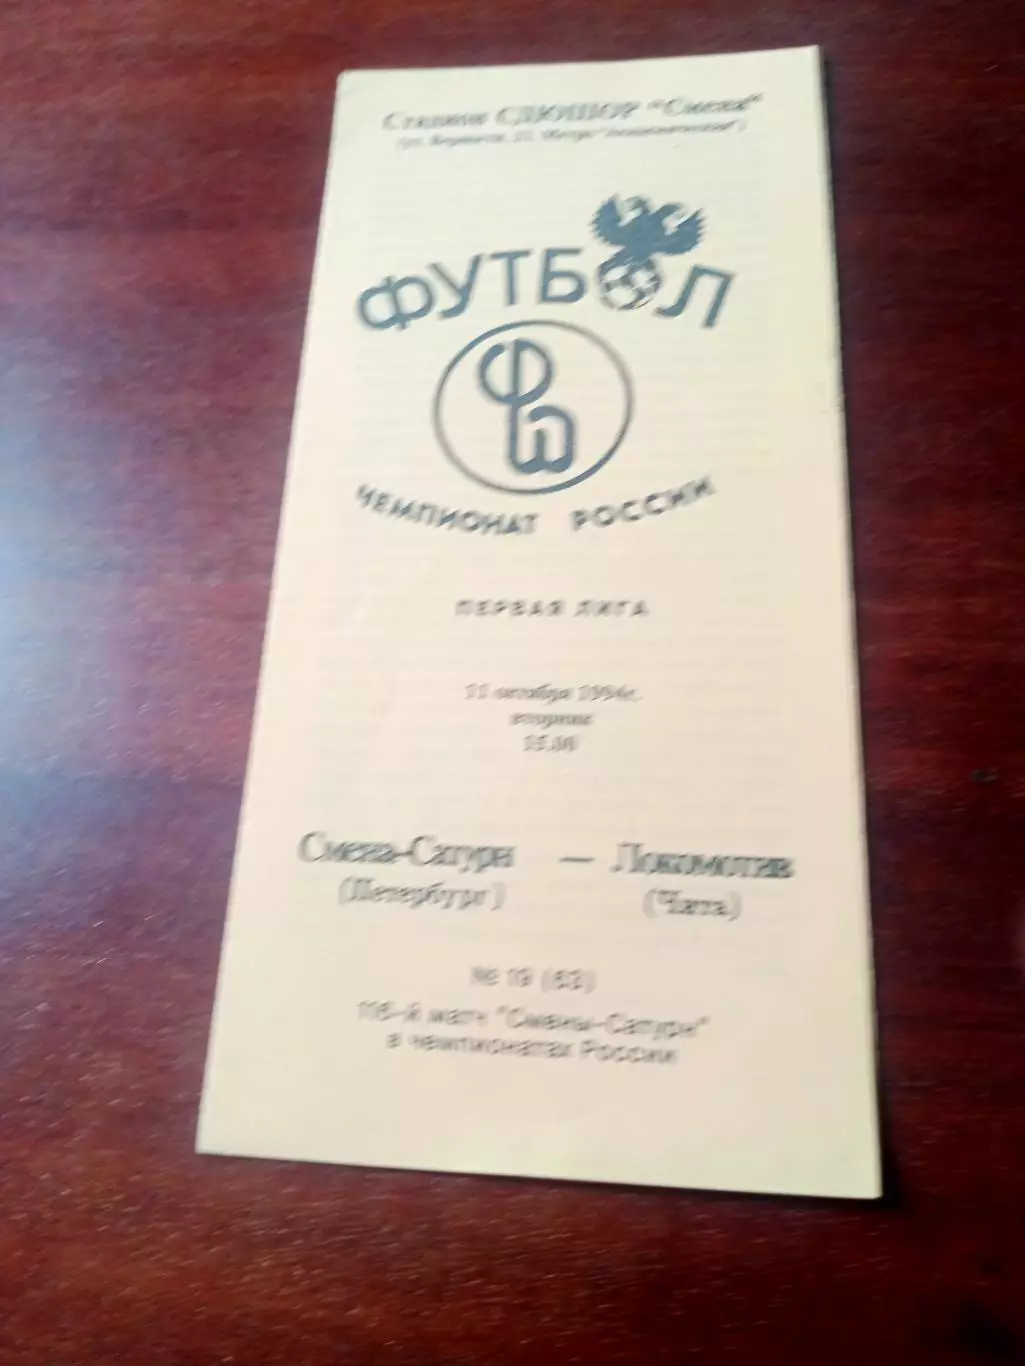 Стадион СДЮШОР "Смена"
ФУТБОЛ
ЧЕМПИОНАТ РОССИИ
ПЕРВАЯ ЛИГА
11 октября 1994г.
вторник
15.00
Смена-Сатурн — Локомотив
(Петербург) (Чита)
№ 19 (63)
116-й матч "Смены-Сатурн"
в чемпионатах России